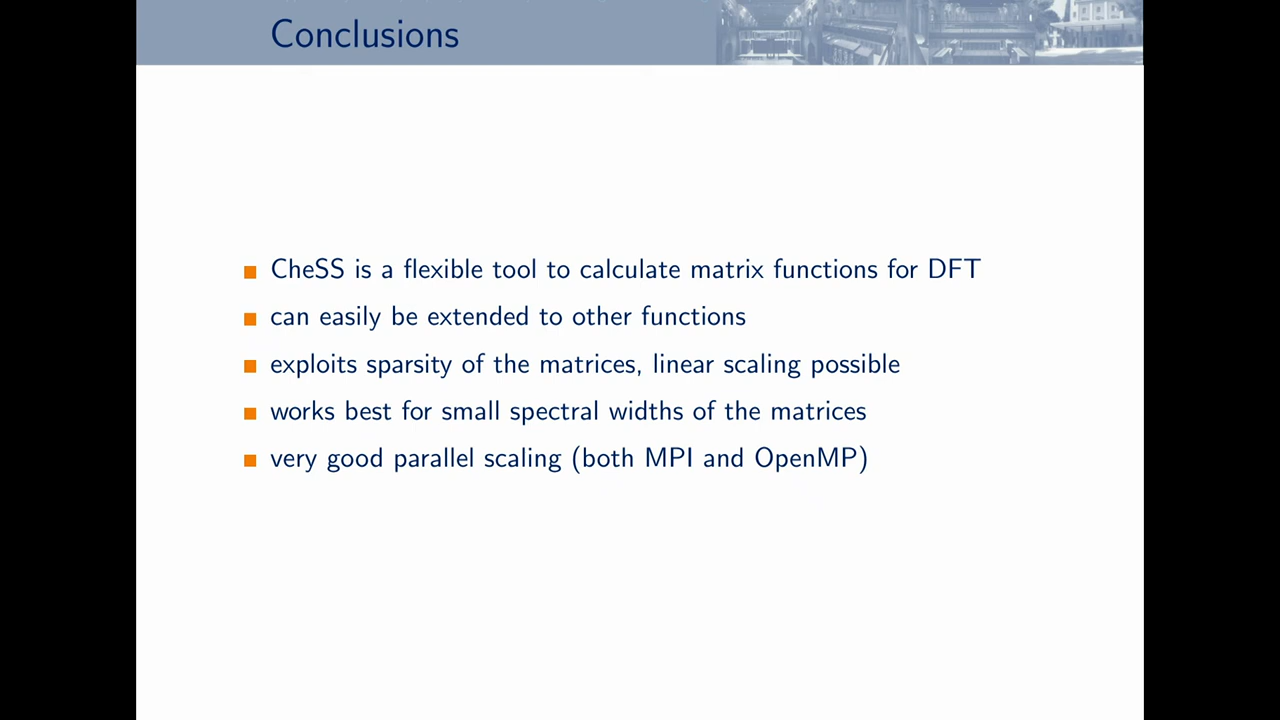 Conclusions
CheSS is a flexible tool to calculate matrix functions for DFT
can easily be extended to other functions
exploits sparsity of the matrices, linear scaling possible
works best for small spectral widths of the matrices
very good parallel scaling (both MPI and OpenMP)